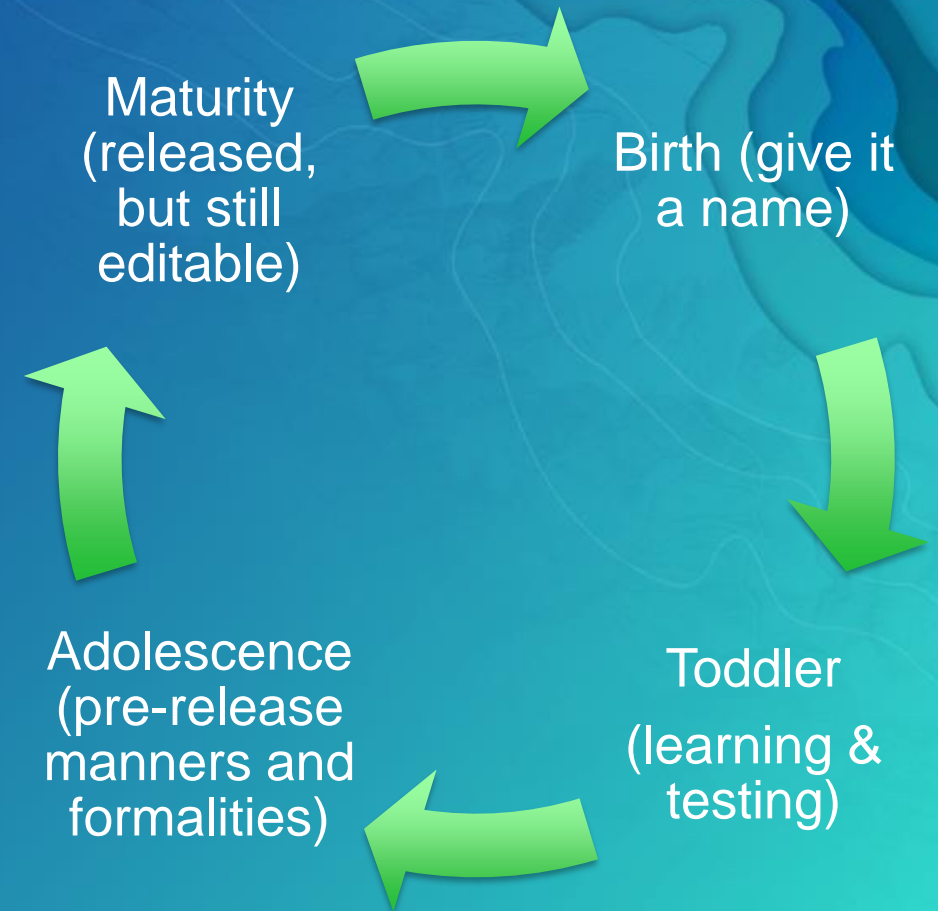 Maturity
(released,
but still
editable)
Birth (give it
a name)
Toddler
(learning &
testing)
Adolescence
(pre-release
manners and
formalities)